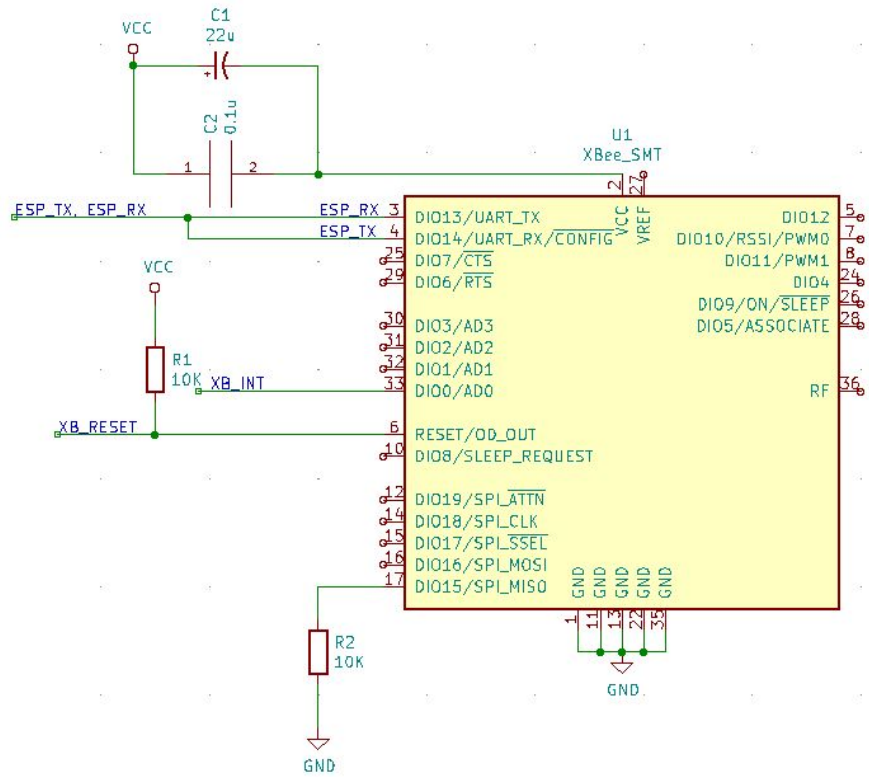 C1
22u
VCC
C2
0.1u
1
2
U1
XBee_SMT
2
27
VCC
VREF
ESP_TX, ESP_RX
ESP_RX 3 DIO13/UART_TX
ESP_TX 4 DIO14/UART_RX/CONFIG
25 DIO7/CTS
29 DIO6/RTS
30 DIO3/AD3
31 DIO2/AD2
32 DIO1/AD1
XB_INT 33 DIO0/AD0
VCC
R1
10K
XB_RESET 6 RESET/OD_OUT
10 DIO8/SLEEP_REQUEST
12 DIO19/SPI_ATTN
14 DIO18/SPI_CLK
15 DIO17/SPI_SSEL
16 DIO16/SPI_MOSI
17 DIO15/SPI_MISO
DIO12 5
DIO10/RSSI/PWM0 7
DIO11/PWM1 8
DIO4 24
DIO9/ON/SLEEP 26
DIO5/ASSOCIATE 28
RF 36
GND GND GND GND GND
1 11 13 22 35
GND
R2
10K
GND